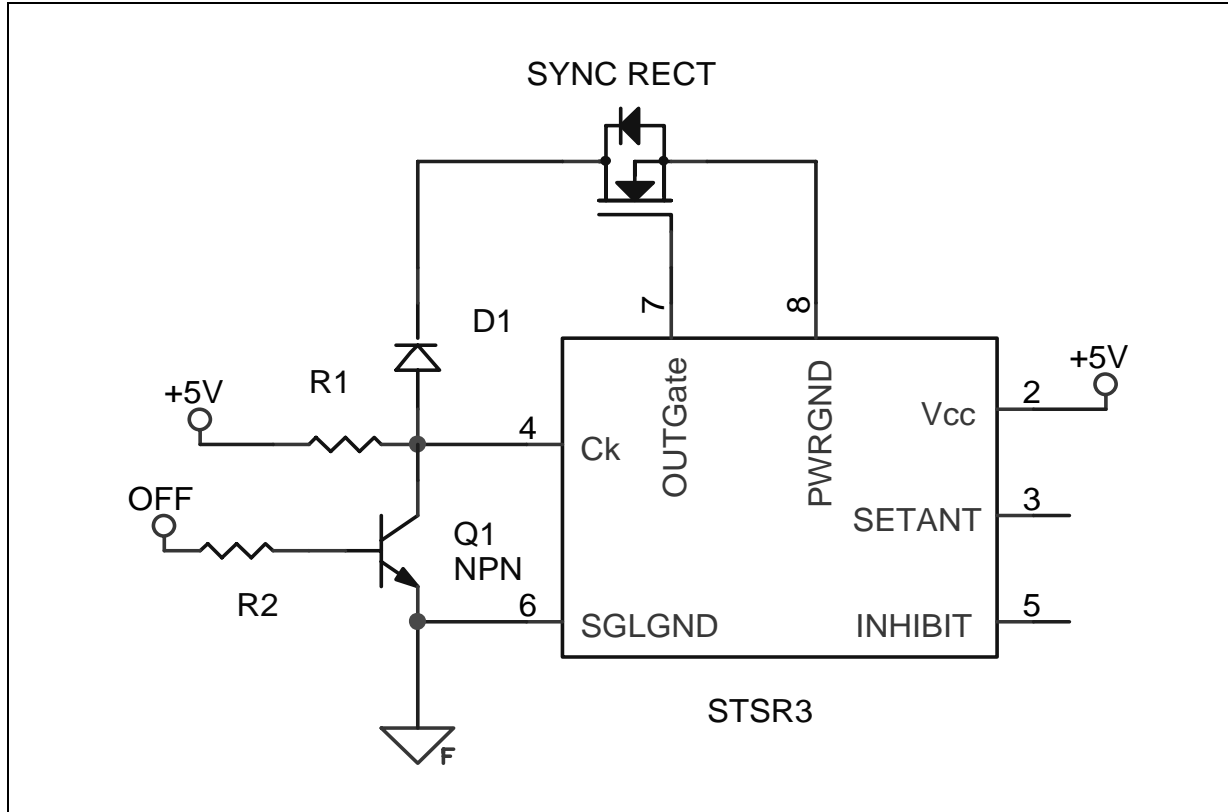 SYNC RECT
7
8
D1
+5V
R1
+5V
4
Ck
OUTGate
PWRGND
Vcc
2
OFF
SETANT
3
Q1
NPN
R2
6
SGLGND
INHIBIT
5
STSR3
F